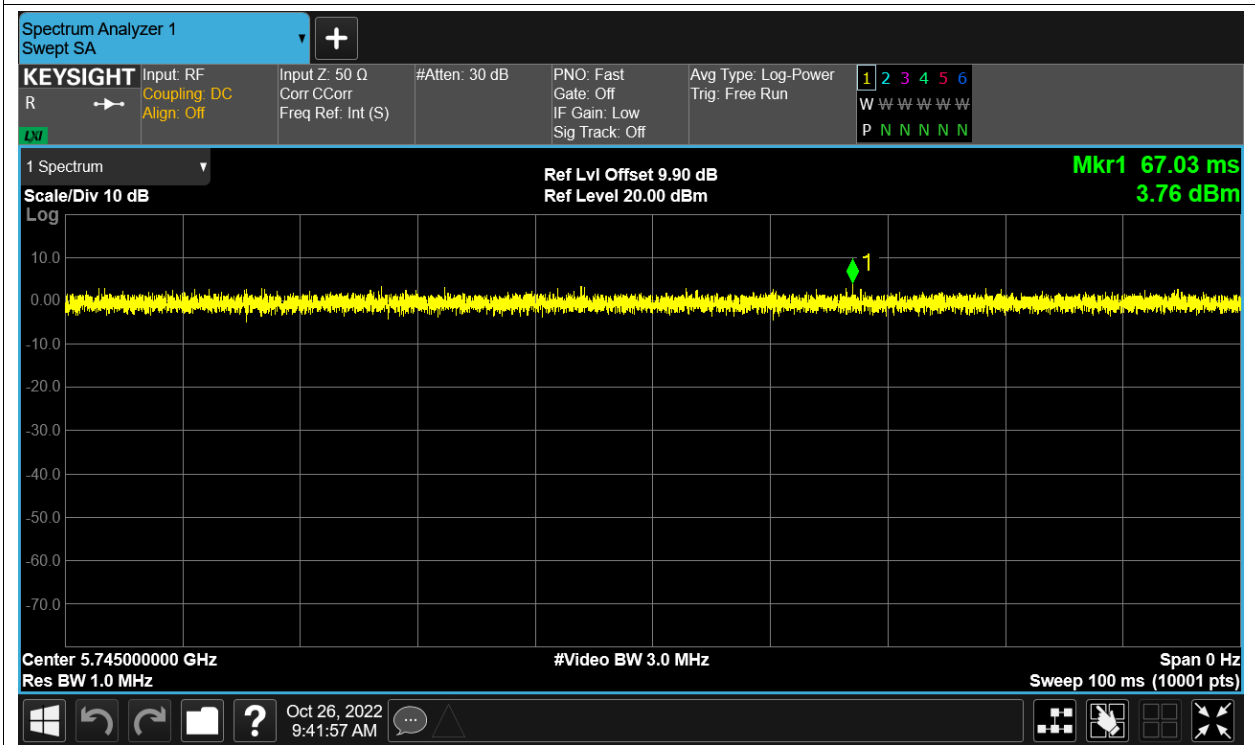 Spectrum Analyzer 1
Swept SA
KEYSIGHT
R
LXI
Input: RF
Coupling: DC
Align: Off
Input Z: 50 Ω
Corr CCorr
Freq Ref: Int (S)
#Atten: 30 dB
PNO: Fast
Gate: Off
IF Gain: Low
Sig Track: Off
Avg Type: Log-Power
Trig: Free Run
1 2 3 4 5 6
W W W W W W
P N N N N N
1 Spectrum
Scale/Div 10 dB
Ref Lvl Offset 9.90 dB
Ref Level 20.00 dBm
Mkr1 67.03 ms
3.76 dBm
Log
10.0
1
0.00
-10.0
-20.0
-30.0
-40.0
-50.0
-60.0
-70.0
Center 5.745000000 GHz
#Video BW 3.0 MHz
Span 0 Hz
Res BW 1.0 MHz
Sweep 100 ms (10001 pts)
?
Oct 26, 2022
9:41:57 AM